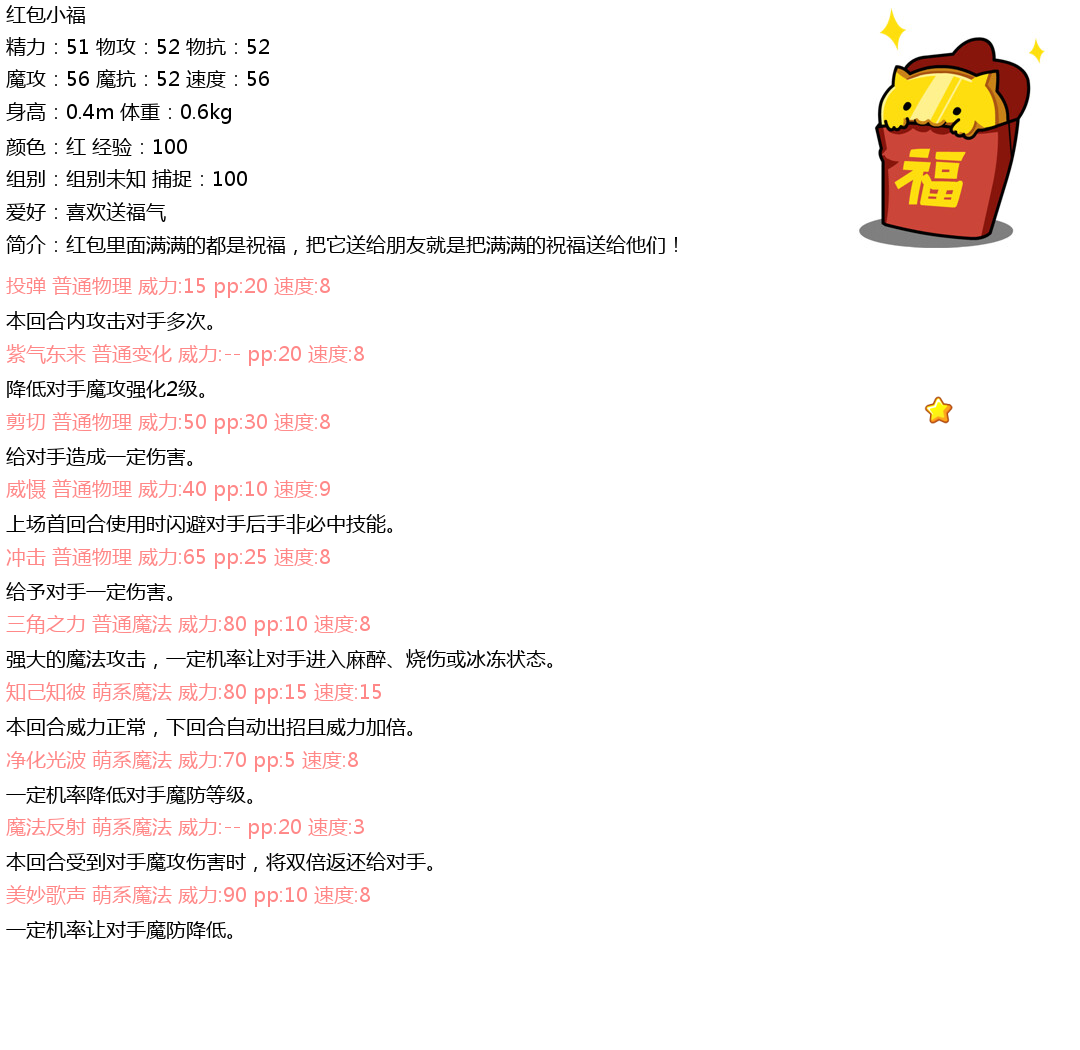 红包小福
精力：51 物攻：52 物抗：52
魔攻：56 魔抗：52 速度：56
身高：0.4m 体重：0.6kg
颜色：红 经验：100
组别：组别未知 捕捉：100
爱好：喜欢送福气
简介：红包里面满满的都是祝福，把它送给朋友就是把满满的祝福送给他们！
福
投弹 普通物理 威力:15 pp:20 速度:8
本回合内攻击对手多次。
紫气东来 普通变化 威力:-- pp:20 速度:8
降低对手魔攻强化2级。
剪切 普通物理 威力:50 pp:30 速度:8
给对手造成一定伤害。
威慑 普通物理 威力:40 pp:10 速度:9
上场首回合使用时闪避对手后手非必中技能。
冲击 普通物理 威力:65 pp:25 速度:8
给予对手一定伤害。
三角之力 普通魔法 威力:80 pp:10 速度:8
强大的魔法攻击，一定机率让对手进入麻醉、烧伤或冰冻状态。
知己知彼 萌系魔法 威力:80 pp:15 速度:15
本回合威力正常，下回合自动出招且威力加倍。
净化光波 萌系魔法 威力:70 pp:5 速度:8
一定机率降低对手魔防等级。
魔法反射 萌系魔法 威力:-- pp:20 速度:3
本回合受到对手魔攻伤害时，将双倍返还给对手。
美妙歌声 萌系魔法 威力:90 pp:10 速度:8
一定机率让对手魔防降低。